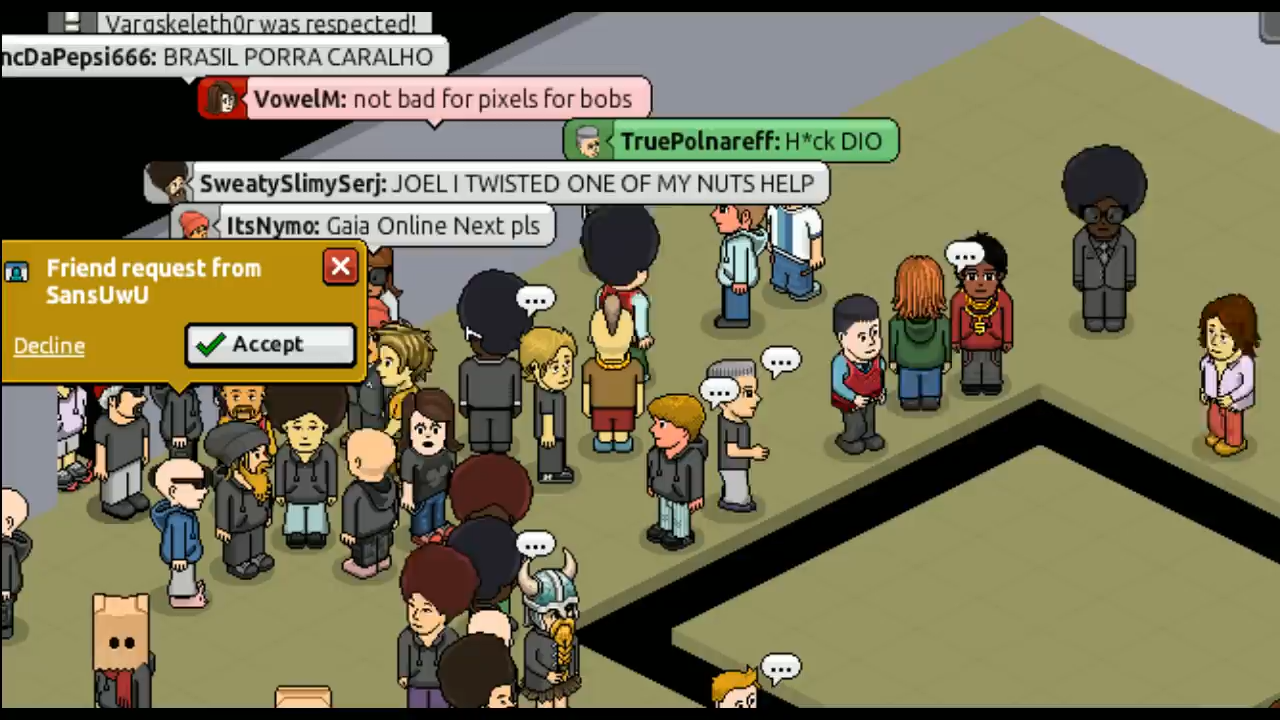 Vargskeleth0r was respected!
ncDaPepsi666: BRASIL PORRA CARALHO
VowelM: not bad for pixels for bobs
TruePolnareff: H*ck DIO
SweatySlimySerj: JOEL I TWISTED ONE OF MY NUTS HELP
ItsNymo: Gaia Online Next pls
Friend request from
SansUwU
Decline
Accept